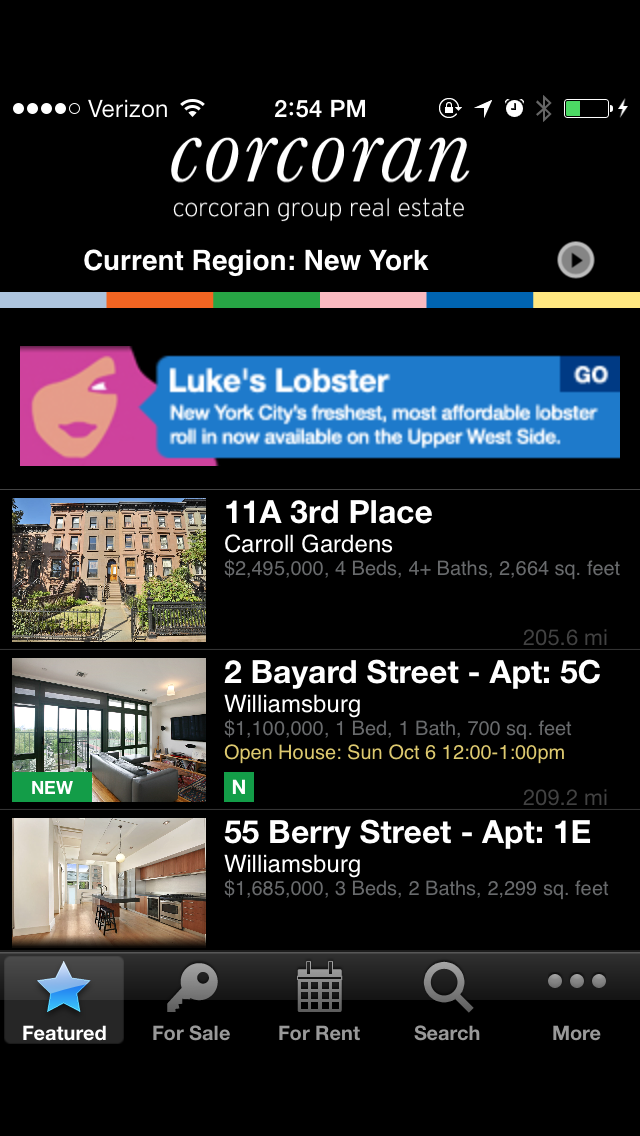 Verizon 2:54 PM
corcoran
corcoran group real estate
Current Region: New York
Luke's Lobster GO
New York City's freshest, most affordable lobster
roll in now available on the Upper West Side.
11A 3rd Place
Carroll Gardens
$2,495,000, 4 Beds, 4+ Baths, 2,664 sq. feet
205.6 mi
2 Bayard Street - Apt: 5C
Williamsburg
$1,100,000, 1 Bed, 1 Bath, 700 sq. feet
Open House: Sun Oct 6 12:00-1:00pm
NEW N
209.2 mi
55 Berry Street - Apt: 1E
Williamsburg
$1,685,000, 3 Beds, 2 Baths, 2,299 sq. feet
Featured For Sale For Rent Search More